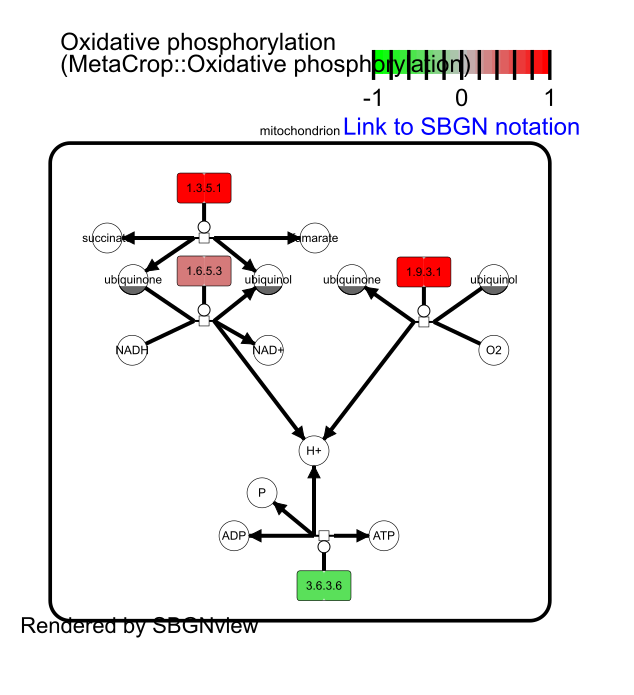 Oxidative phosphorylation
(MetaCrop::Oxidative phosphorylation)
-1 0 1
mitochondrion Link to SBGN notation
1.3.5.1
succinate fumarate
1.6.5.3 1.9.3.1
ubiquinone ubiquinol ubiquinone ubiquinol
NADH NAD+ O2
H+
P
ADP ATP
3.6.3.6
Rendered by SBGNview